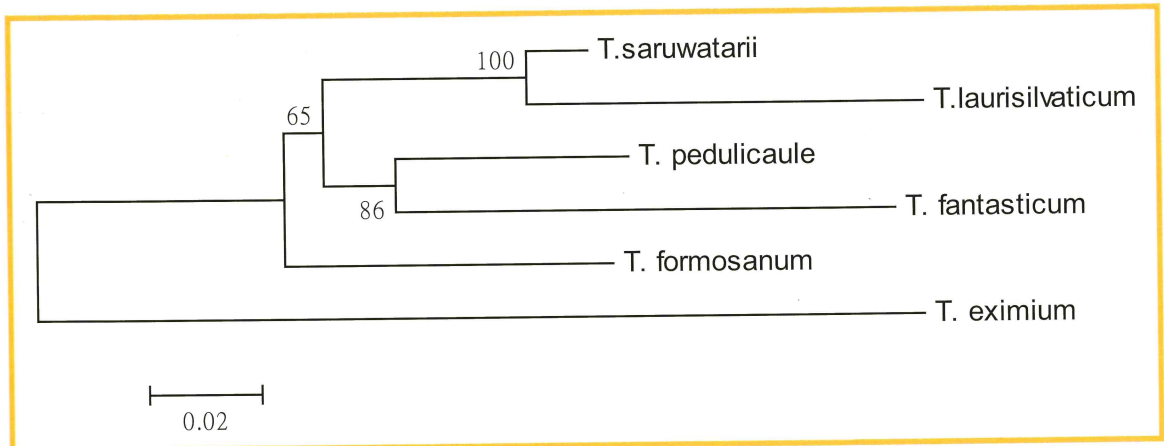 T.saruwatarii
100
T.laurisilvaticum
65
T. pedulicaule
86
T. fantasticum
T. formosanum
T. eximium
0.02